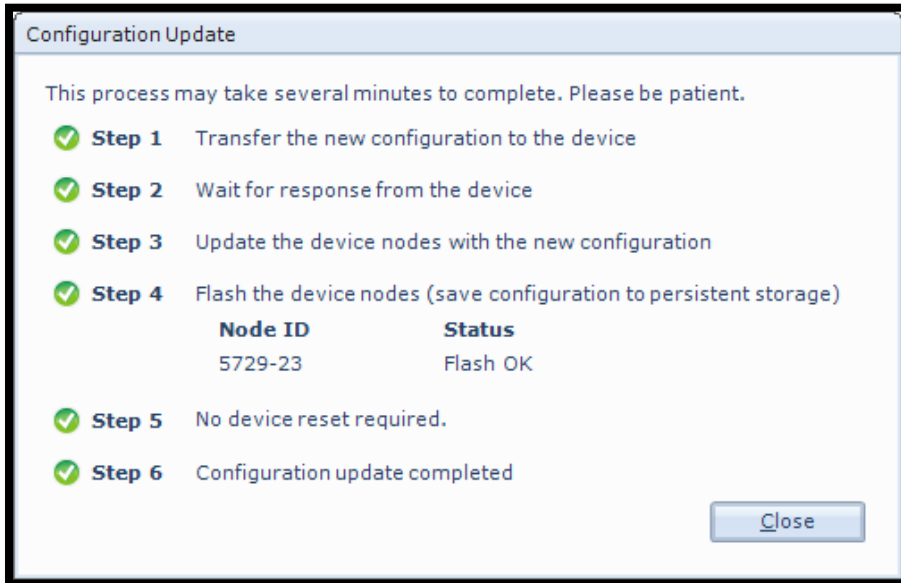 Configuration Update
This process may take several minutes to complete. Please be patient.
Step 1 Transfer the new configuration to the device
Step 2 Wait for response from the device
Step 3 Update the device nodes with the new configuration
Step 4 Flash the device nodes (save configuration to persistent storage)
Node ID Status
5729-23 Flash OK
Step 5 No device reset required.
Step 6 Configuration update completed
Close